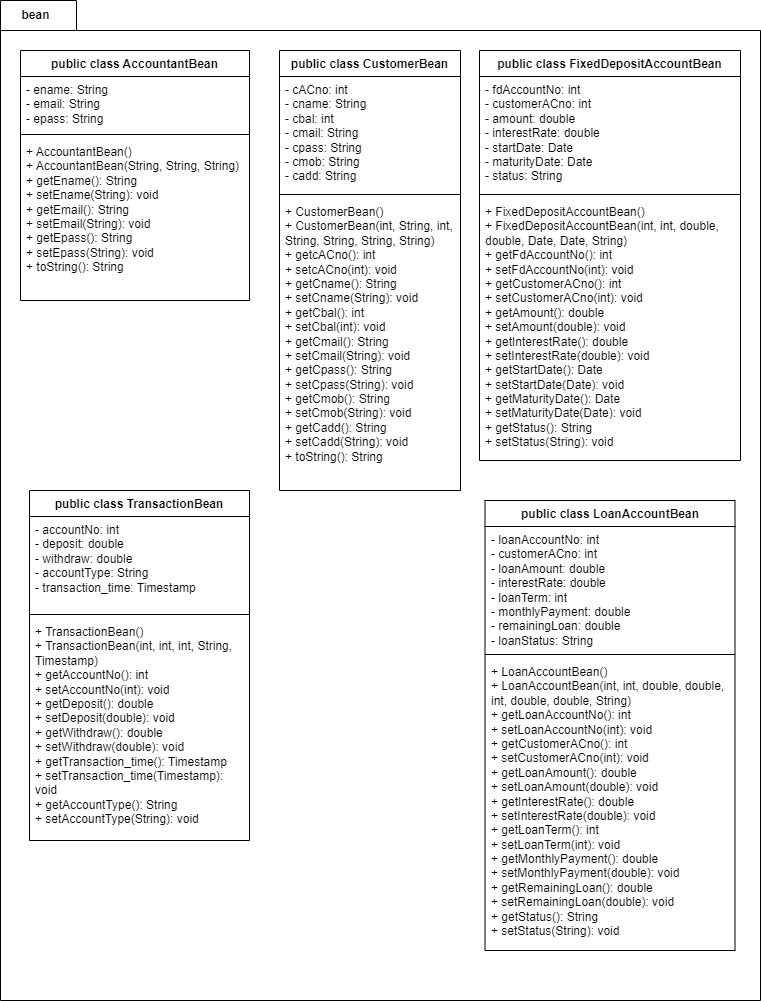 bean
public class AccountantBean
- ename: String
- email: String
- epass: String
+ AccountantBean()
+ AccountantBean(String, String, String)
+ getEname(): String
+ setEname(String): void
+ getEmail(): String
+ setEmail(String): void
+ getEpass(): String
+ setEpass(String): void
+ toString(): String
public class CustomerBean
- cACno: int
- cname: String
- cbal: int
- cmail: String
- cpass: String
- cmob: String
- cadd: String
+ CustomerBean()
+ CustomerBean(int, String, int,
String, String, String, String)
+ getcACno(): int
+ setcACno(int): void
+ getCname(): String
+ setCname(String): void
+ getCbal(): int
+ setCbal(int): void
+ getCmail(): String
+ setCmail(String): void
+ getCpass(): String
+ setCpass(String): void
+ getCmob(): String
+ setCmob(String): void
+ getCadd(): String
+ setCadd(String): void
+ toString(): String
public class FixedDepositAccountBean
- fdAccountNo: int
- customerACno: int
- amount: double
- interestRate: double
- startDate: Date
- maturityDate: Date
- status: String
+ FixedDepositAccountBean()
+ FixedDepositAccountBean(int, int, double,
double, Date, Date, String)
+ getFdAccountNo(): int
+ setFdAccountNo(int): void
+ getCustomerACno(): int
+ setCustomerACno(int): void
+ getAmount(): double
+ setAmount(double): void
+ getInterestRate(): double
+ setInterestRate(double): void
+ getStartDate(): Date
+ setStartDate(Date): void
+ getMaturityDate(): Date
+ setMaturityDate(Date): void
+ getStatus(): String
+ setStatus(String): void
public class TransactionBean
- accountNo: int
- deposit: double
- withdraw: double
- accountType: String
- transaction_time: Timestamp
+ TransactionBean()
+ TransactionBean(int, int, int, String,
Timestamp)
+ getAccountNo(): int
+ setAccountNo(int): void
+ getDeposit(): double
+ setDeposit(double): void
+ getWithdraw(): double
+ setWithdraw(double): void
+ getTransaction_time(): Timestamp
+ setTransaction_time(Timestamp):
void
+ getAccountType(): String
+ setAccountType(String): void
public class LoanAccountBean
- loanAccountNo: int
- customerACno: int
- loanAmount: double
- interestRate: double
- loanTerm: int
- monthlyPayment: double
- remainingLoan: double
- loanStatus: String
+ LoanAccountBean()
+ LoanAccountBean(int, int, double, double,
int, double, double, String)
+ getLoanAccountNo(): int
+ setLoanAccountNo(int): void
+ getCustomerACno(): int
+ setCustomerACno(int): void
+ getLoanAmount(): double
+ setLoanAmount(double): void
+ getInterestRate(): double
+ setInterestRate(double): void
+ getLoanTerm(): int
+ setLoanTerm(int): void
+ getMonthlyPayment(): double
+ setMonthlyPayment(double): void
+ getRemainingLoan(): double
+ setRemainingLoan(double): void
+ getStatus(): String
+ setStatus(String): void